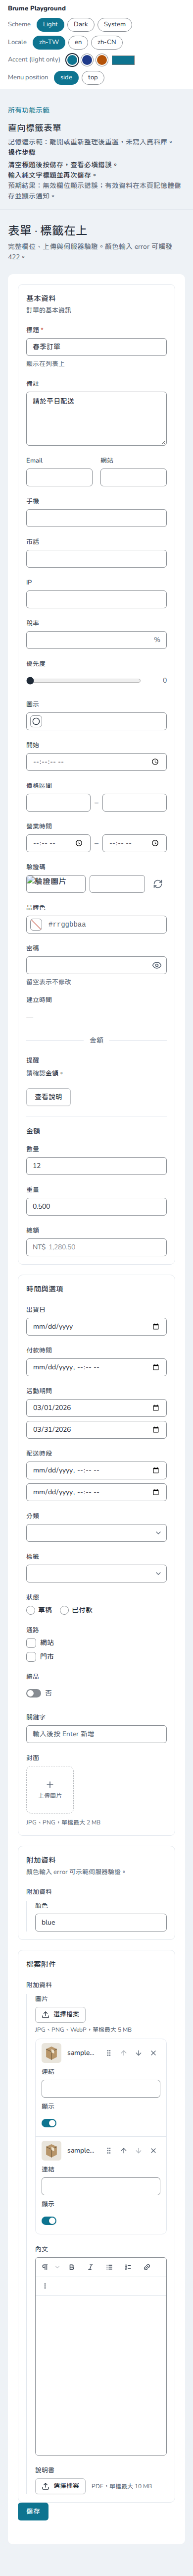 Brume Playground
Scheme Light Dark System
Locale zh-TW en zh-CN
Accent (light only)
Menu position side top
所有功能示範
直向標籤表單
記憶體示範：離開或重新整理後重置，未寫入資料庫。
操作步驟
清空標題後按儲存，查看必填錯誤。
輸入純文字標題並再次儲存。
預期結果：無效欄位顯示錯誤；有效資料在本頁記憶體儲存並顯示通知。
表單 · 標籤在上
完整欄位、上傳與伺服器驗證。顏色輸入 error 可觸發 422。
基本資料
訂單的基本資訊
標題 *
春季訂單
顯示在列表上
備註
請於平日配送
Email 網站
手機
市話
IP
稅率
%
優先度
0
圖示
開始
--:--:-- --
價格區間
–
營業時間
--:-- -- – --:-- --
驗證碼
驗證圖片
品牌色
#rrggbbaa
密碼
留空表示不修改
建立時間
—
金額
提醒
請確認金額。
查看說明
金額
數量
12
重量
0.500
總額
NT$ 1,280.50
時間與選項
出貨日
mm/dd/yyyy
付款時間
mm/dd/yyyy, --:-- --
活動期間
03/01/2026
03/31/2026
配送時段
mm/dd/yyyy, --:-- --
mm/dd/yyyy, --:-- --
分類
標籤
狀態
草稿 已付款
通路
網站
門市
禮品
否
關鍵字
輸入後按 Enter 新增
封面
上傳圖片
JPG、PNG，單檔最大 2 MB
附加資料
顏色輸入 error 可示範伺服器驗證。
附加資料
顏色
blue
檔案附件
附加資料
圖片
選擇檔案
JPG、PNG、WebP，單檔最大 5 MB
sample...
連結
顯示
sample...
連結
顯示
內文
說明書
選擇檔案 PDF，單檔最大 10 MB
儲存